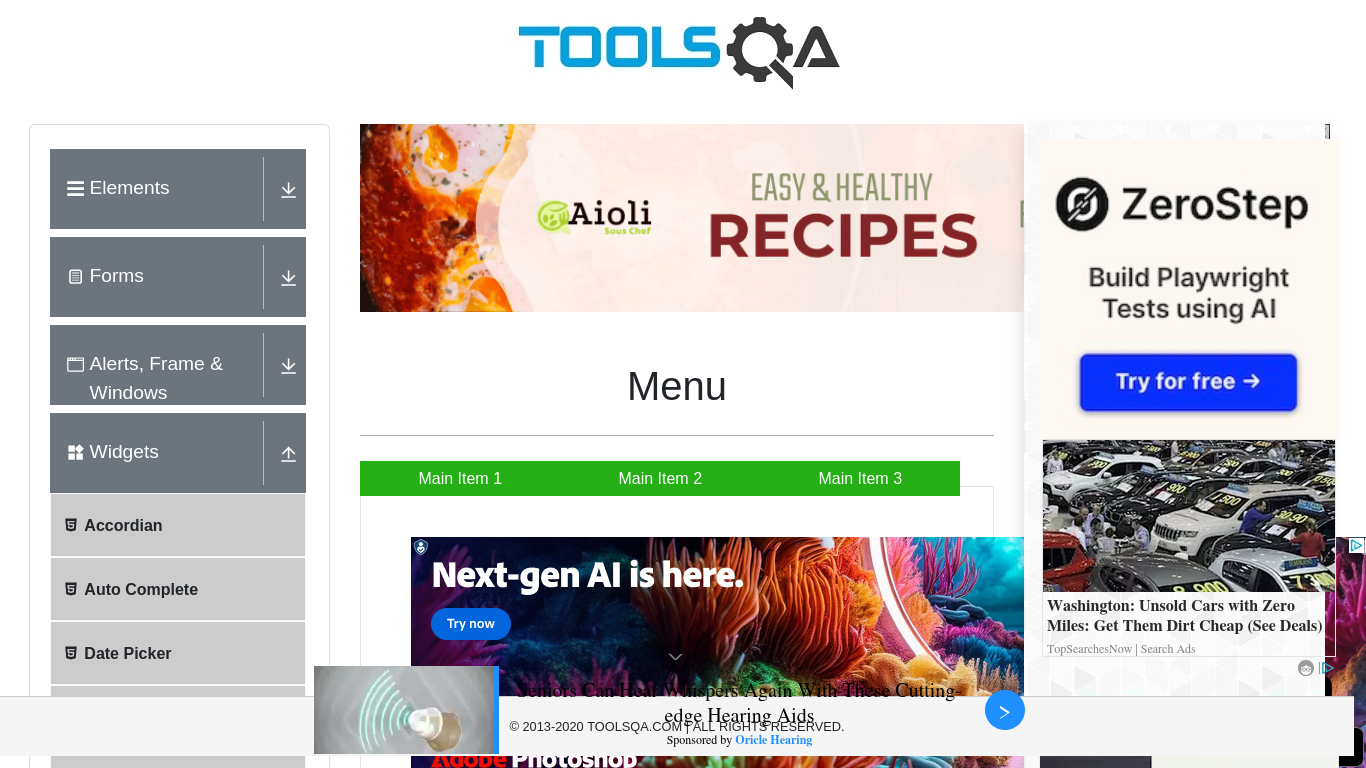 TOOLSQA
Elements
Forms
Alerts, Frame &
Windows
Widgets
Accordian
Auto Complete
Date Picker
Aioli
Sous Chef
EASY & HEALTHY
RECIPES
Menu
Main Item 1
Main Item 2
Main Item 3
Next-gen AI is here.
Try now
Adobe Photoshop
ZeroStep
Build Playwright
Tests using AI
Try for free →
Washington: Unsold Cars with Zero
Miles: Get Them Dirt Cheap (See Deals)
TopSearchesNow | Search Ads
Seniors Can Hear Whispers Again With These Cutting-
edge Hearing Aids
© 2013-2020 TOOLSQA.COM | ALL RIGHTS RESERVED.
Sponsored by Oricle Hearing